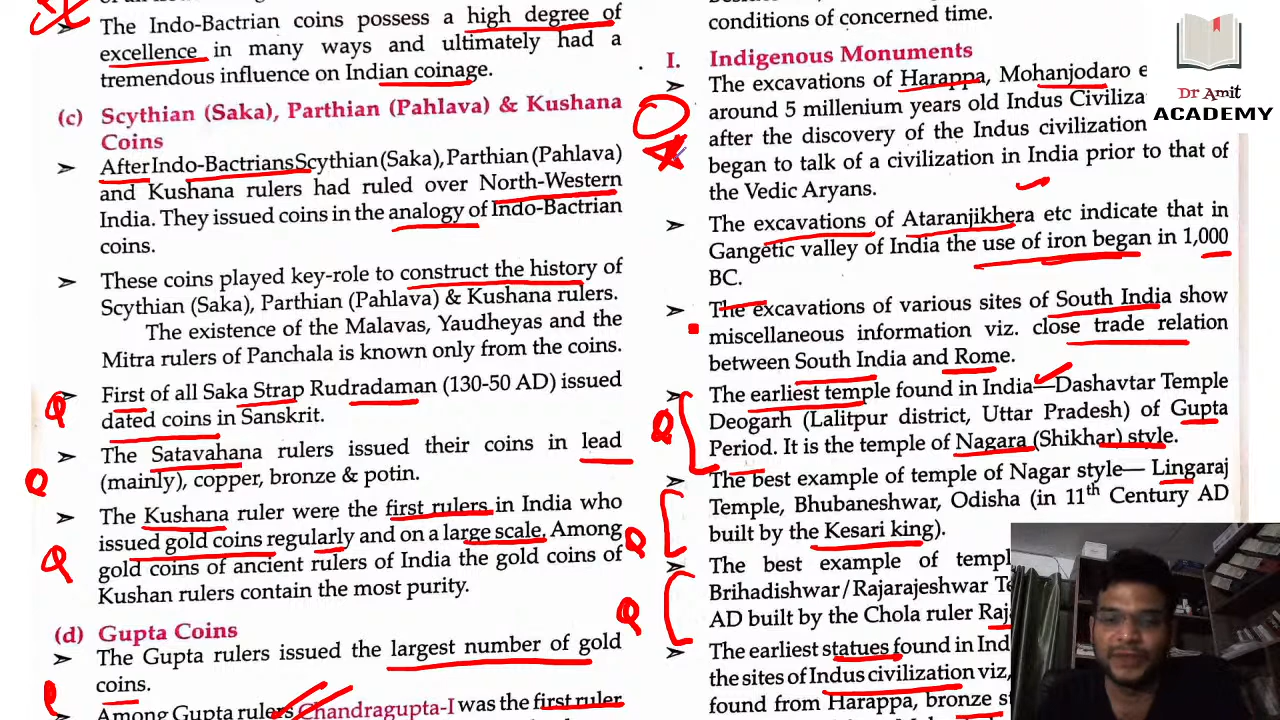 The Indo-Bactrian coins possess a high degree of
excellence in many ways and ultimately had a
tremendous influence on Indian coinage.
(c) Scythian (Saka), Parthian (Pahlava) & Kushana
Coins
After Indo-Bactrians Scythian (Saka), Parthian (Pahlava)
and Kushana rulers had ruled over North-Western
India. They issued coins in the analogy of Indo-Bactrian
coins.
These coins played key-role to construct the history of
Scythian (Saka), Parthian (Pahlava) & Kushana rulers.
The existence of the Malavas, Yaudheyas and the
Mitra rulers of Panchala is known only from the coins.
First of all Saka Strap Rudradaman (130-50 AD) issued
dated coins in Sanskrit.
The Satavahana rulers issued their coins in lead
(mainly), copper, bronze & potin.
The Kushana ruler were the first rulers in India who
issued gold coins regularly and on a large scale. Among
gold coins of ancient rulers of India the gold coins of
Kushan rulers contain the most purity.
(d) Gupta Coins
The Gupta rulers issued the largest number of gold
coins.
Among Gupta rulers Chandragupta-I was the first ruler
conditions of concerned time.
I. Indigenous Monuments
The excavations of Harappa, Mohanjodaro e
around 5 millenium years old Indus Civiliza
after the discovery of the Indus civilization
began to talk of a civilization in India prior to that of
the Vedic Aryans.
The excavations of Ataranjikhera etc indicate that in
Gangetic valley of India the use of iron began in 1,000
BC.
The excavations of various sites of South India show
miscellaneous information viz. close trade relation
between South India and Rome.
The earliest temple found in India—Dashavtar Temple
Deogarh (Lalitpur district, Uttar Pradesh) of Gupta
Period. It is the temple of Nagara (Shikhar) style.
The best example of temple of Nagar style— Lingaraj
Temple, Bhubaneshwar, Odisha (in 11th Century AD
built by the Kesari king).
The best example of templ
Brihadishwar/Rajarajeshwar Te
AD built by the Chola ruler Raj
The earliest statues found in Ind
the sites of Indus civilization viz,
found from Harappa, bronze st
Dr Amit
ACADEMY